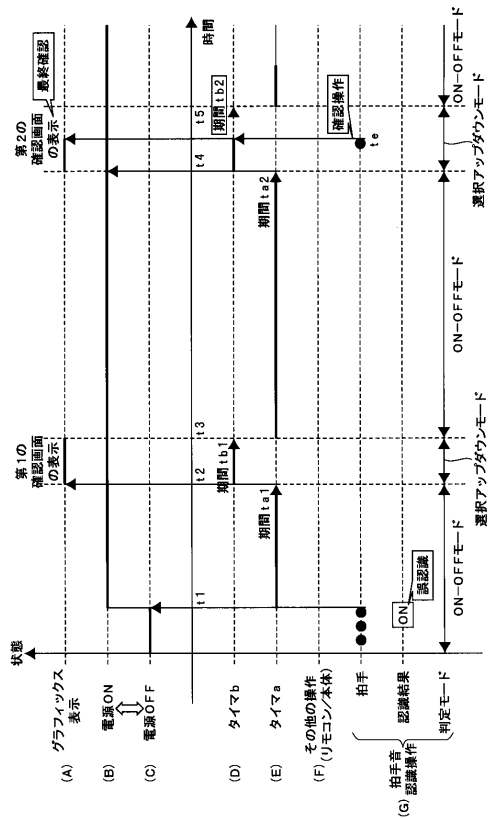 状態
第1の
確認画面
の表示
第2の
確認画面
の表示
最終確認
(A) グラフィックス
表示
(B) 電源ON
(C) 電源OFF
t1
t2
t3
t4
t5
時間
(D) タイマb
期間tb1
期間tb2
(E) タイマa
期間ta1
期間ta2
(F) その他の操作
(リモコン/本体)
確認操作
(G) 拍手音
認識操作
拍手
te
認識結果
ON
誤認識
判定モード
ON-OFFモード
選択アップダウンモード
ON-OFFモード
選択アップダウンモード
ON-OFFモード